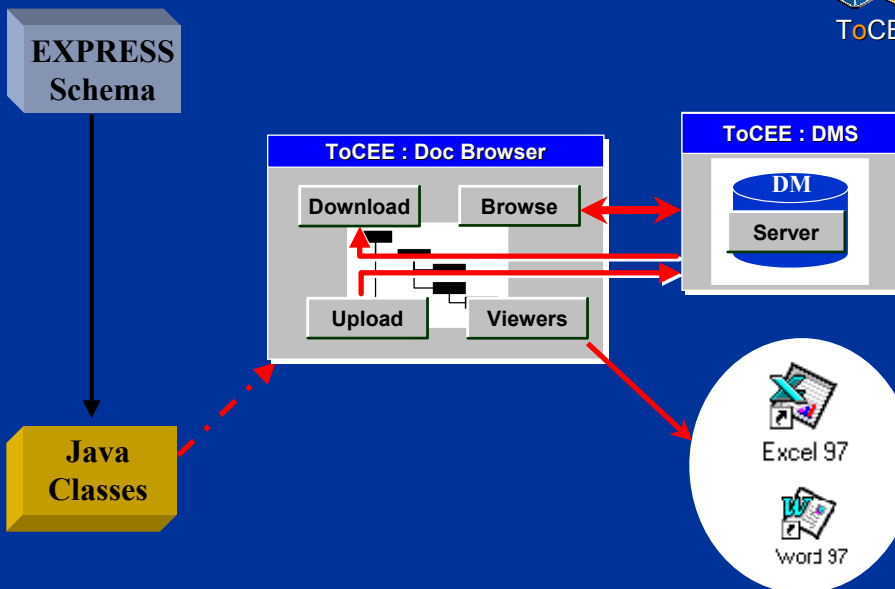 ToCE
EXPRESS
Schema
ToCEE : Doc Browser
ToCEE : DMS
Download
Browse
DM
Server
Upload
Viewers
Java
Classes
Excel 97
Word 97